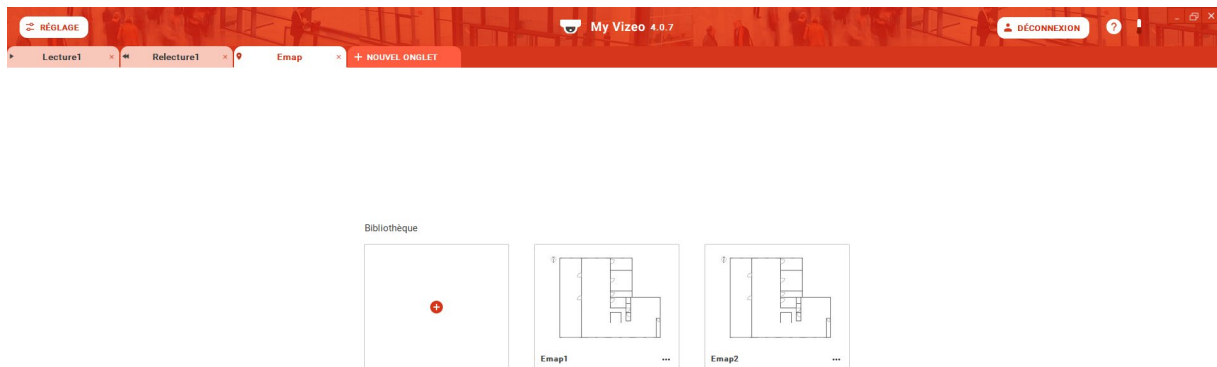 RÉGLAGE
My Vizeo 4.0.7
DÉCONNEXION
?
Lecture1
Relecture1
Emap
+ NOUVEL ONGLET
Bibliothèque
Emap1 ...
Emap2 ...